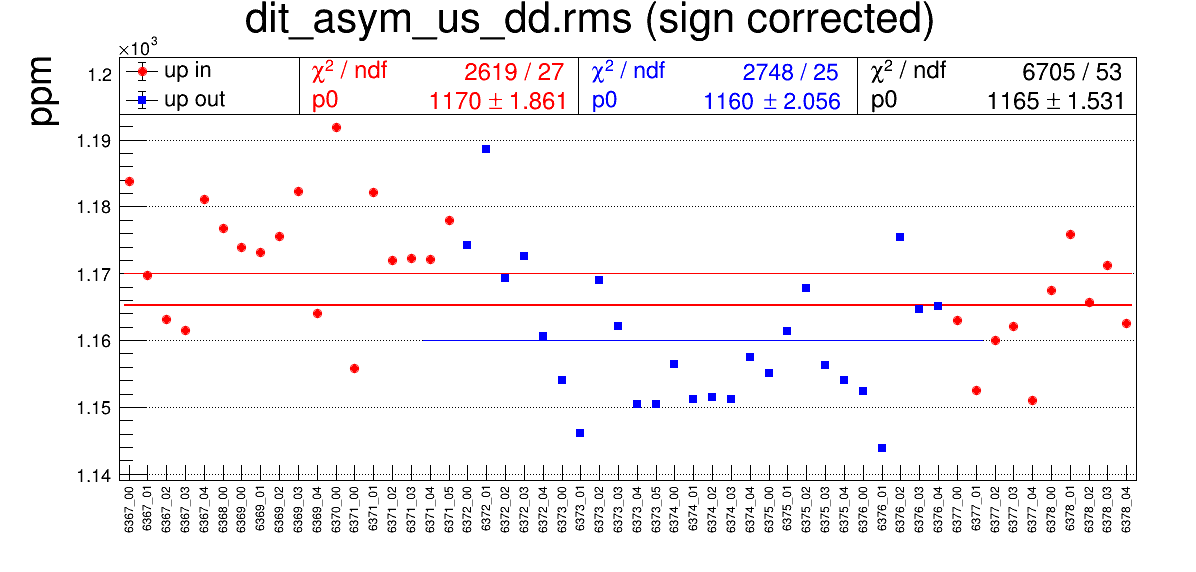 dit_asym_us_dd.rms (sign corrected)
×10³
ppm
up in
up out
χ² / ndf 2619 / 27
p0 1170 ± 1.861
χ² / ndf 2748 / 25
p0 1160 ± 2.056
χ² / ndf 6705 / 53
p0 1165 ± 1.531
1.2
1.19
1.18
1.17
1.16
1.15
1.14
6367_00 6367_01 6367_02 6367_03 6367_04 6368_00 6369_00 6369_01 6369_02 6369_03 6369_04 6370_00 6371_00 6371_01 6371_02 6371_03 6371_04 6371_05 6372_00 6372_01 6372_02 6372_03 6372_04 6373_00 6373_01 6373_02 6373_03 6373_04 6373_05 6374_00 6374_01 6374_02 6374_03 6374_04 6375_00 6375_01 6375_02 6375_03 6375_04 6376_00 6376_01 6376_02 6376_03 6376_04 6377_00 6377_01 6377_02 6377_03 6377_04 6378_00 6378_01 6378_02 6378_03 6378_04